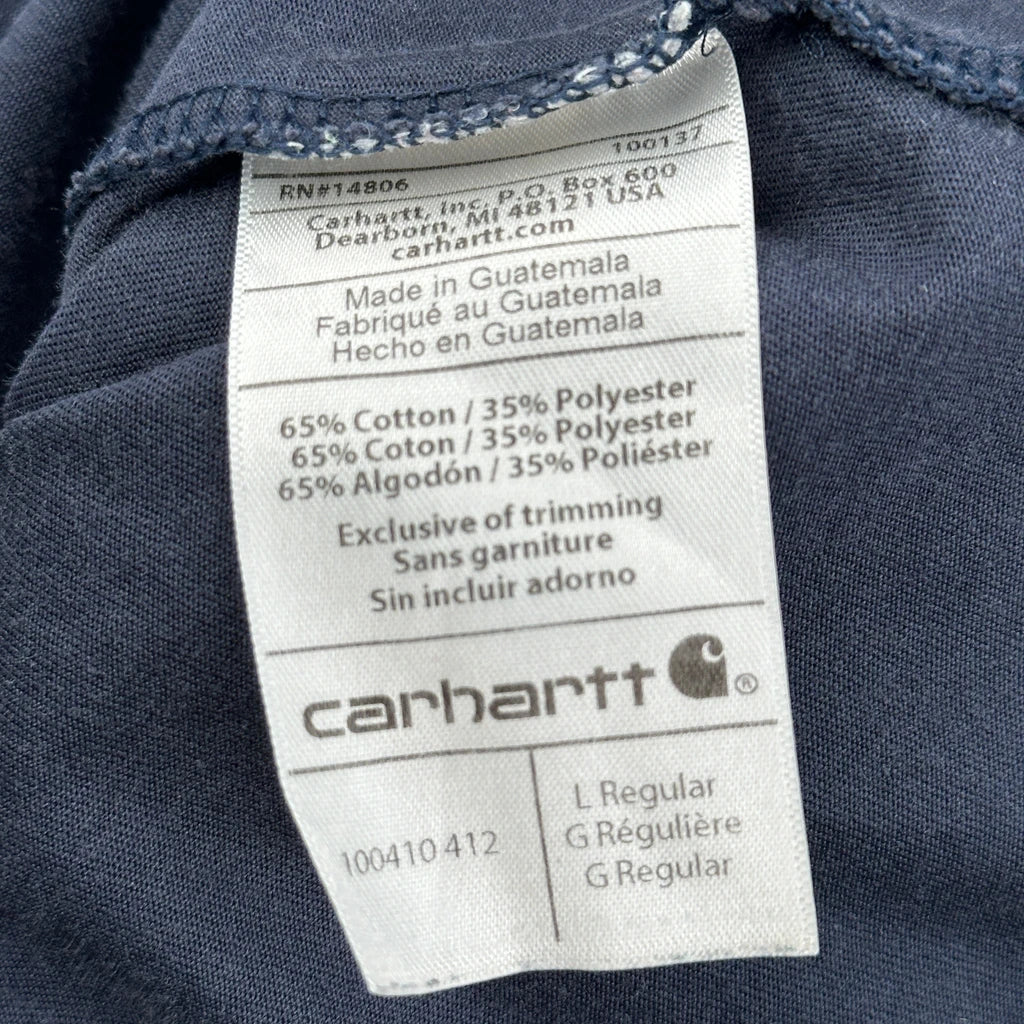 100137
RN#14806
Carhartt, Inc, P.O. Box 600
Dearborn, MI 48121 USA
carhartt.com
Made in Guatemala
Fabriqué au Guatemala
Hecho en Guatemala
65% Cotton / 35% Polyester
65% Coton / 35% Polyester
65% Algodón / 35% Poliéster
Exclusive of trimming
Sans garniture
Sin incluir adorno
carhartt ®
100410 412
L Regular
G Régulière
G Regular